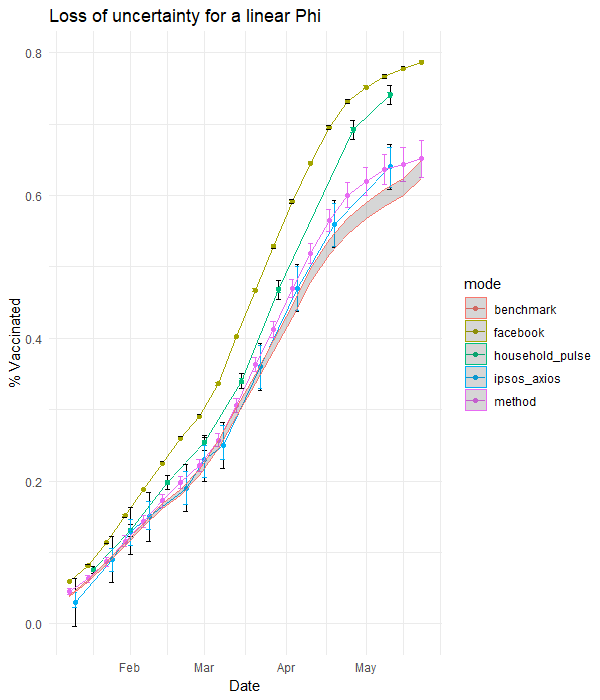 Loss of uncertainty for a linear Phi
0.8
0.6
0.4
0.2
0.0
% Vaccinated
Feb Mar Apr May
Date
mode
benchmark
facebook
household_pulse
ipsos_axios
method